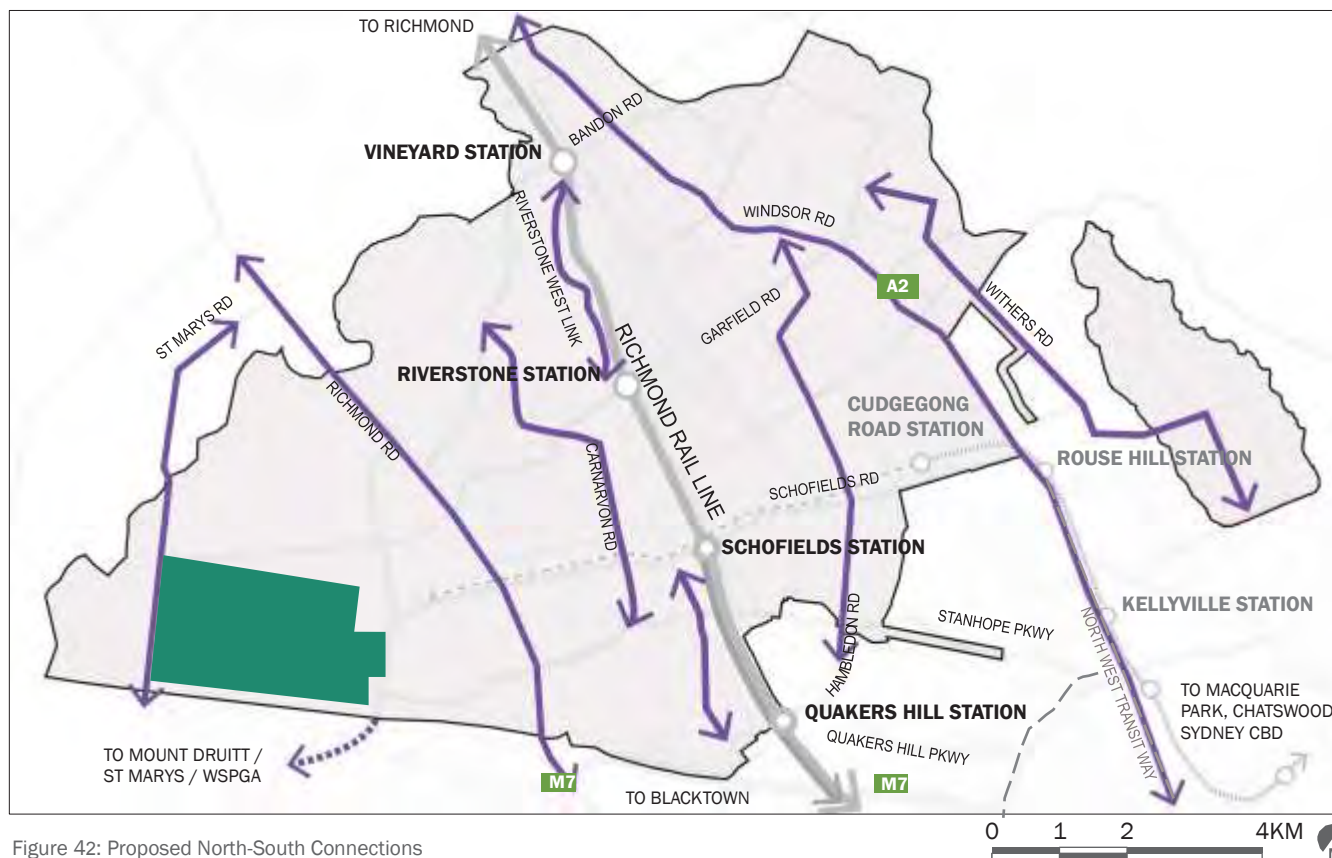 TO RICHMOND
BANDON RD
VINEYARD STATION
RIVERSTONE WEST LINK
WINDSOR RD
A2
WITHERS RD
ST MARYS RD
GARFIELD RD
RICHMOND RD
RIVERSTONE STATION
RICHMOND RAIL LINE
CUDGEGONG
ROAD STATION
ROUSE HILL STATION
CARNARVON RD
SCHOFIELDS RD
SCHOFIELDS STATION
KELLYVILLE STATION
STANHOPE PKWY
HAMBLEDON RD
NORTH WEST TRANSIT WAY
TO MACQUARIE
PARK, CHATSWOOD
SYDNEY CBD
QUAKERS HILL STATION
QUAKERS HILL PKWY
TO MOUNT DRUITT /
ST MARYS / WSPGA
M7
M7
TO BLACKTOWN
0 1 2 4KM
Figure 42: Proposed North-South Connections